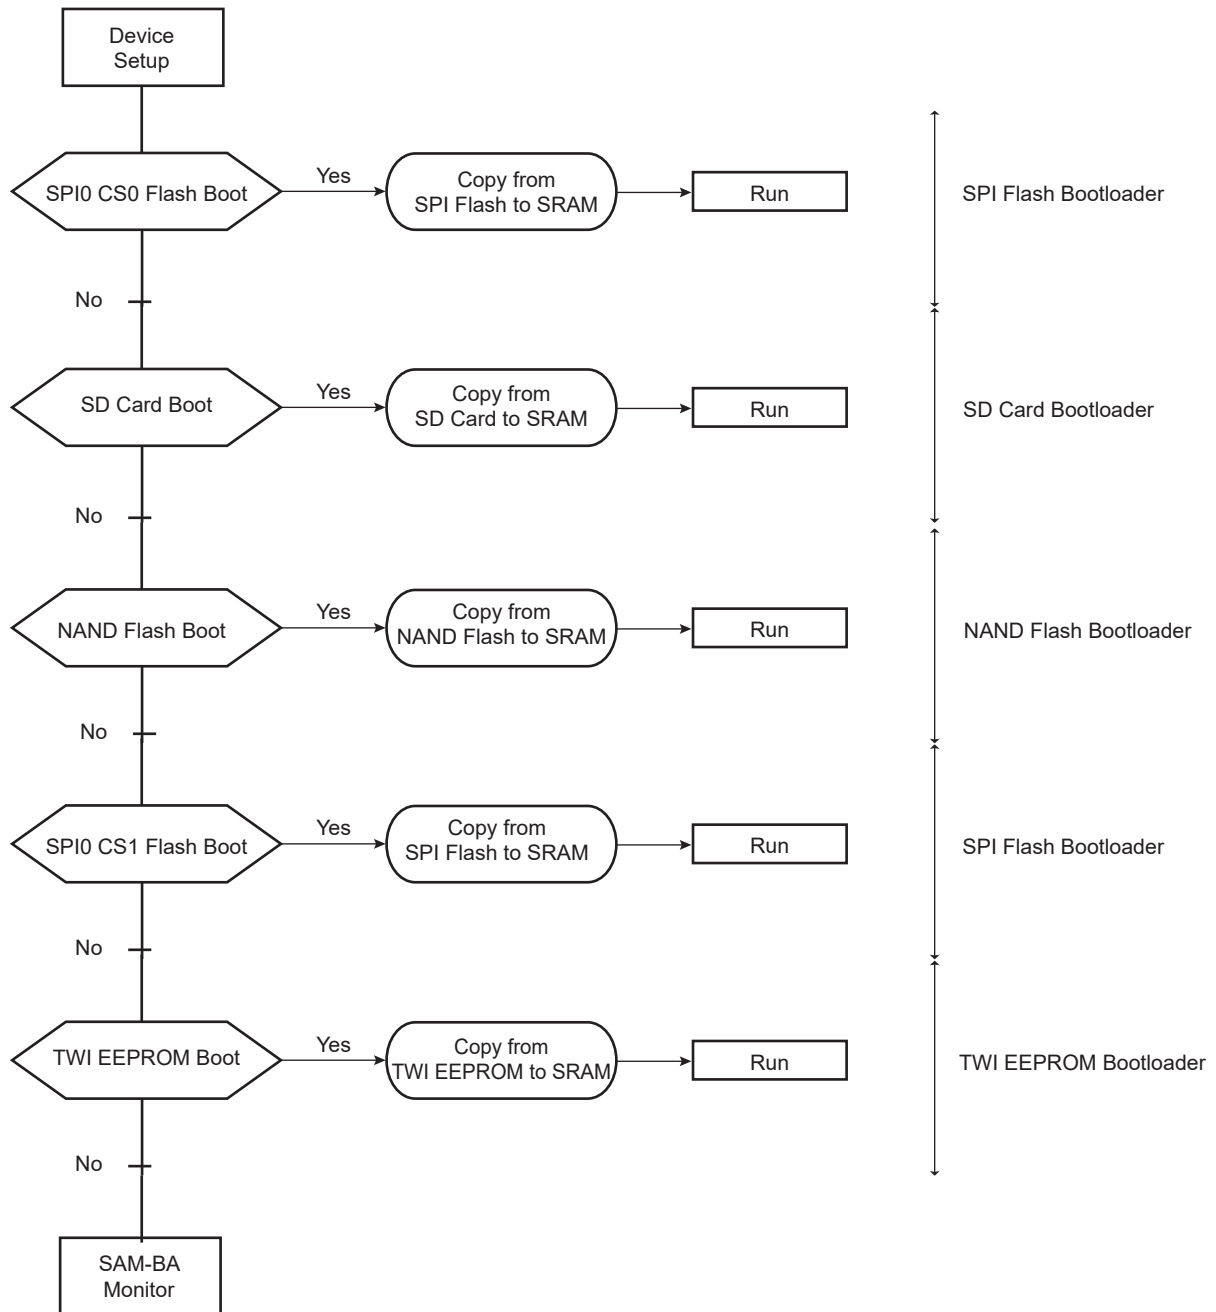 Device
Setup
SPI0 CS0 Flash Boot
Yes
Copy from
SPI Flash to SRAM
Run
SPI Flash Bootloader
No
SD Card Boot
Yes
Copy from
SD Card to SRAM
Run
SD Card Bootloader
No
NAND Flash Boot
Yes
Copy from
NAND Flash to SRAM
Run
NAND Flash Bootloader
No
SPI0 CS1 Flash Boot
Yes
Copy from
SPI Flash to SRAM
Run
SPI Flash Bootloader
No
TWI EEPROM Boot
Yes
Copy from
TWI EEPROM to SRAM
Run
TWI EEPROM Bootloader
No
SAM-BA
Monitor